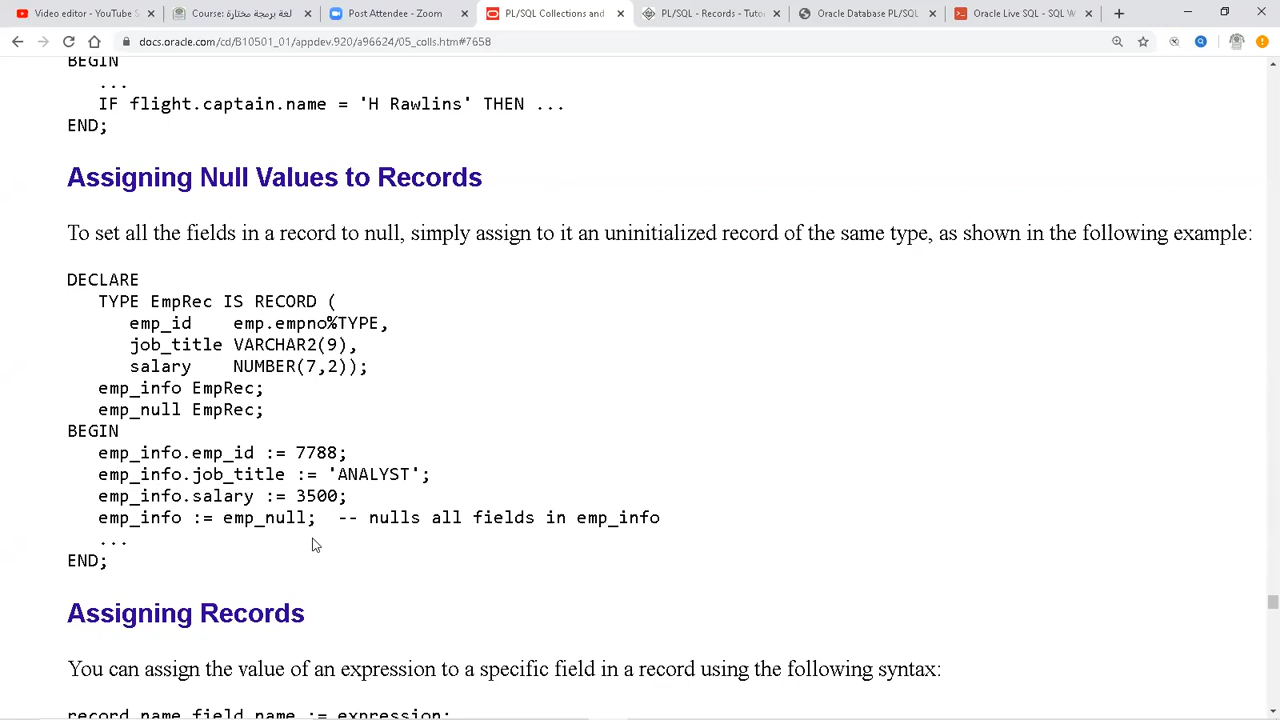 Video editor - YouTube S
Course لغة برمجة مختارة
Post Attendee - Zoom
PL/SQL Collections and
PL/SQL - Records - Tuto
Oracle Database PL/SQL
Oracle Live SQL - SQL W
docs.oracle.com/cd/B10501_01/appdev.920/a96624/05_colls.htm#7658
BEGIN
...
IF flight.captain.name = 'H Rawlins' THEN ...
END;
Assigning Null Values to Records
To set all the fields in a record to null, simply assign to it an uninitialized record of the same type, as shown in the following example:
DECLARE
TYPE EmpRec IS RECORD (
emp_id emp.empno%TYPE,
job_title VARCHAR2(9),
salary NUMBER(7,2));
emp_info EmpRec;
emp_null EmpRec;
BEGIN
emp_info.emp_id := 7788;
emp_info.job_title := 'ANALYST';
emp_info.salary := 3500;
emp_info := emp_null; -- nulls all fields in emp_info
...
END;
Assigning Records
You can assign the value of an expression to a specific field in a record using the following syntax:
record_name.field_name := expression;